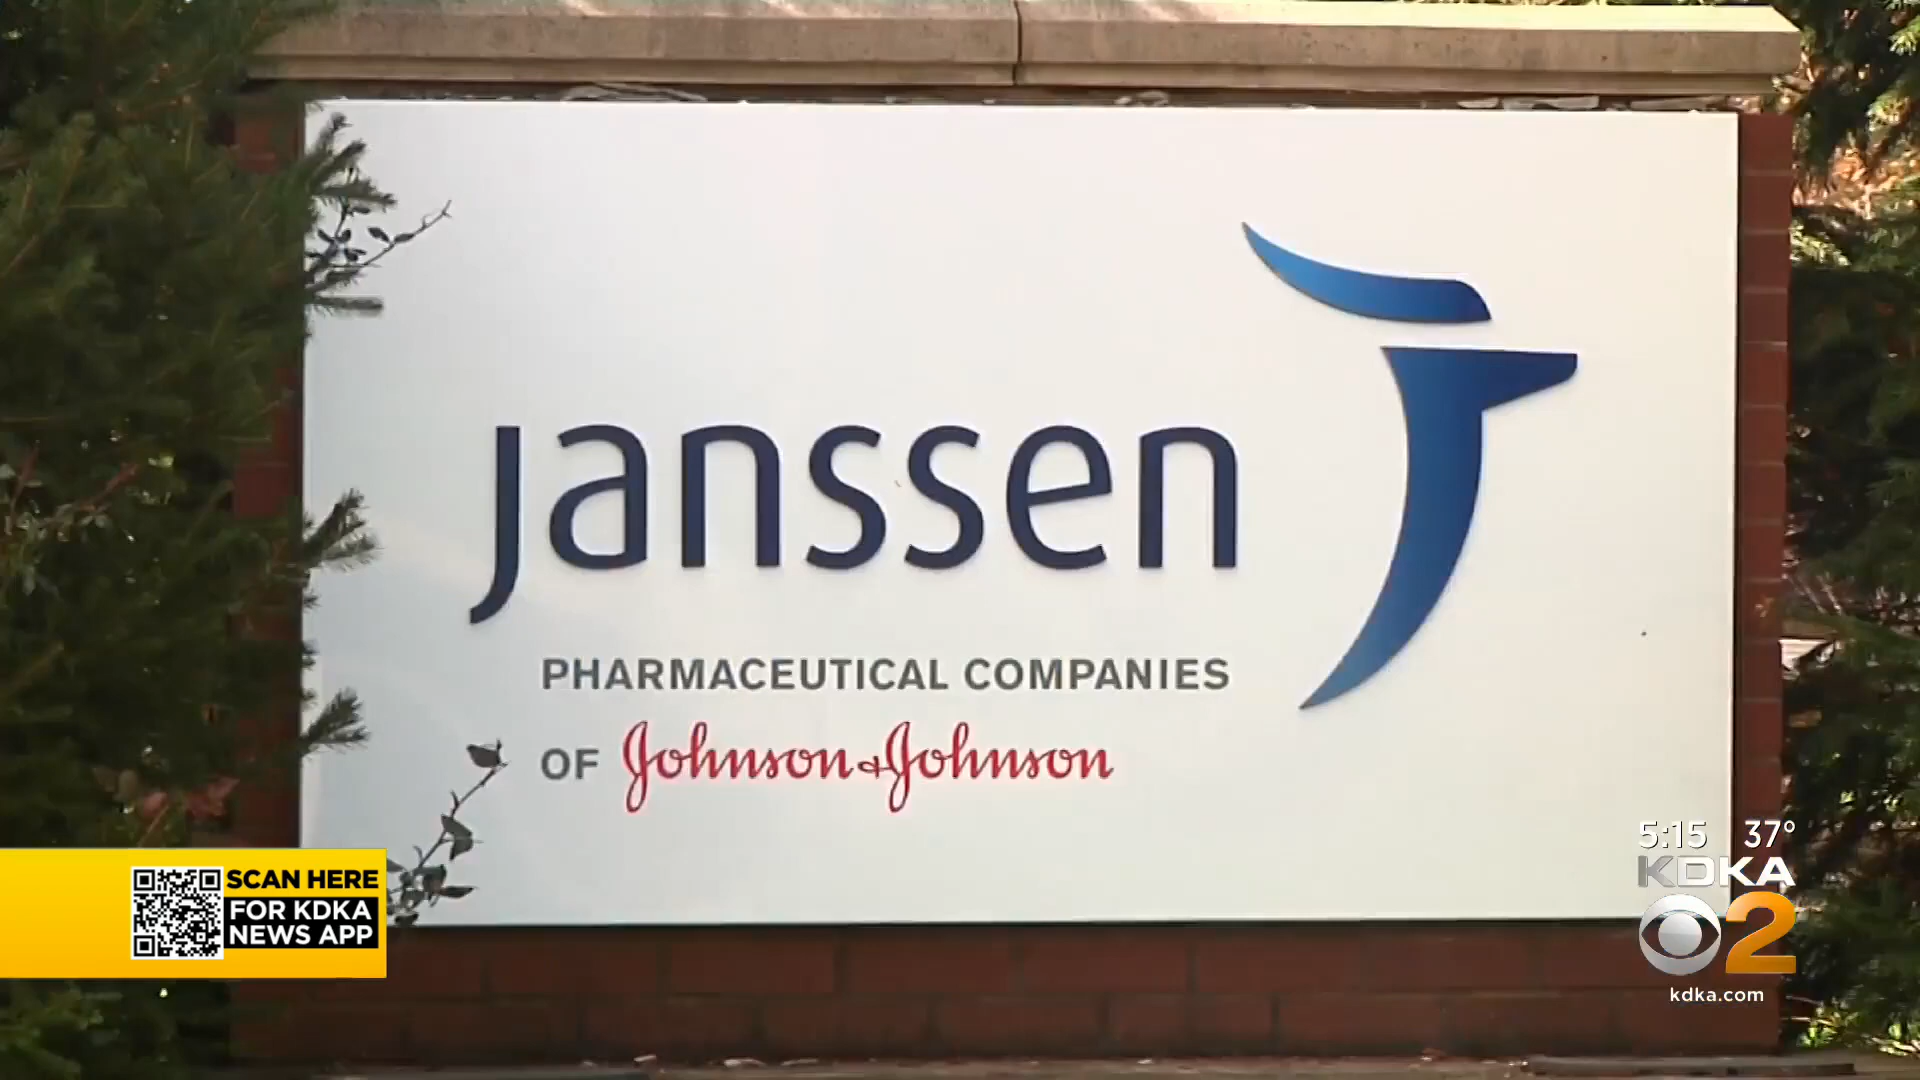 Janssen
PHARMACEUTICAL COMPANIES
OF Johnson & Johnson
SCAN HERE
FOR KDKA
NEWS APP
5:15 37°
KDKA
2
kdka.com